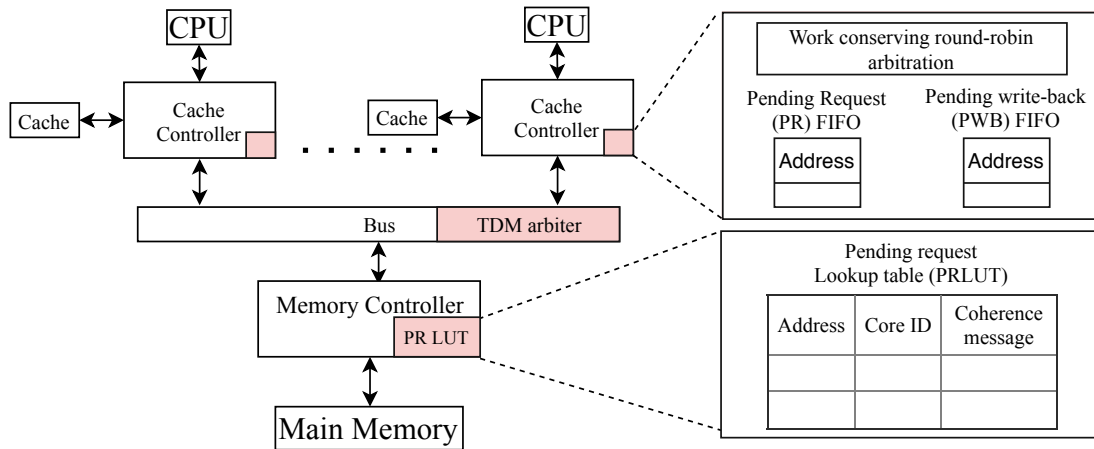 CPU
CPU
Cache
Cache
Controller
Cache
Cache
Controller
Bus
TDM arbiter
Memory Controller
PR LUT
Main Memory
Work conserving round-robin
arbitration
Pending Request
(PR) FIFO
Address
Pending write-back
(PWB) FIFO
Address
Pending request
Lookup table (PRLUT)
Address
Core ID
Coherence
message